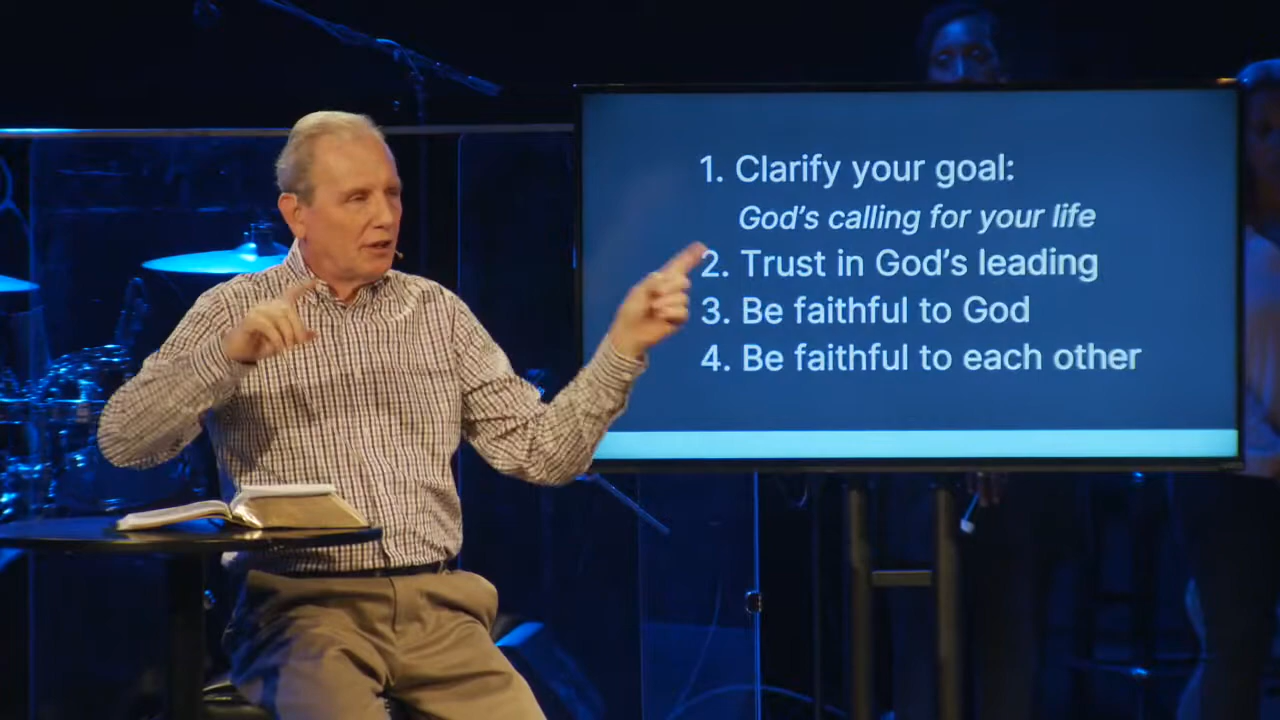 1. Clarify your goal:
God's calling for your life
2. Trust in God's leading
3. Be faithful to God
4. Be faithful to each other